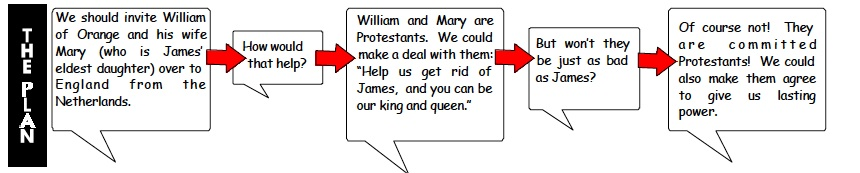 THE PLAN
We should invite William
of Orange and his wife
Mary (who is James'
eldest daughter) over to
England from the
Netherlands.
How would
that help?
William and Mary are
Protestants. We could
make a deal with them:
“Help us get rid of
James, and you can be
our king and queen.”
But won't they
be just as bad
as James?
Of course not! They
are committed
Protestants! We could
also make them agree
to give us lasting
power.